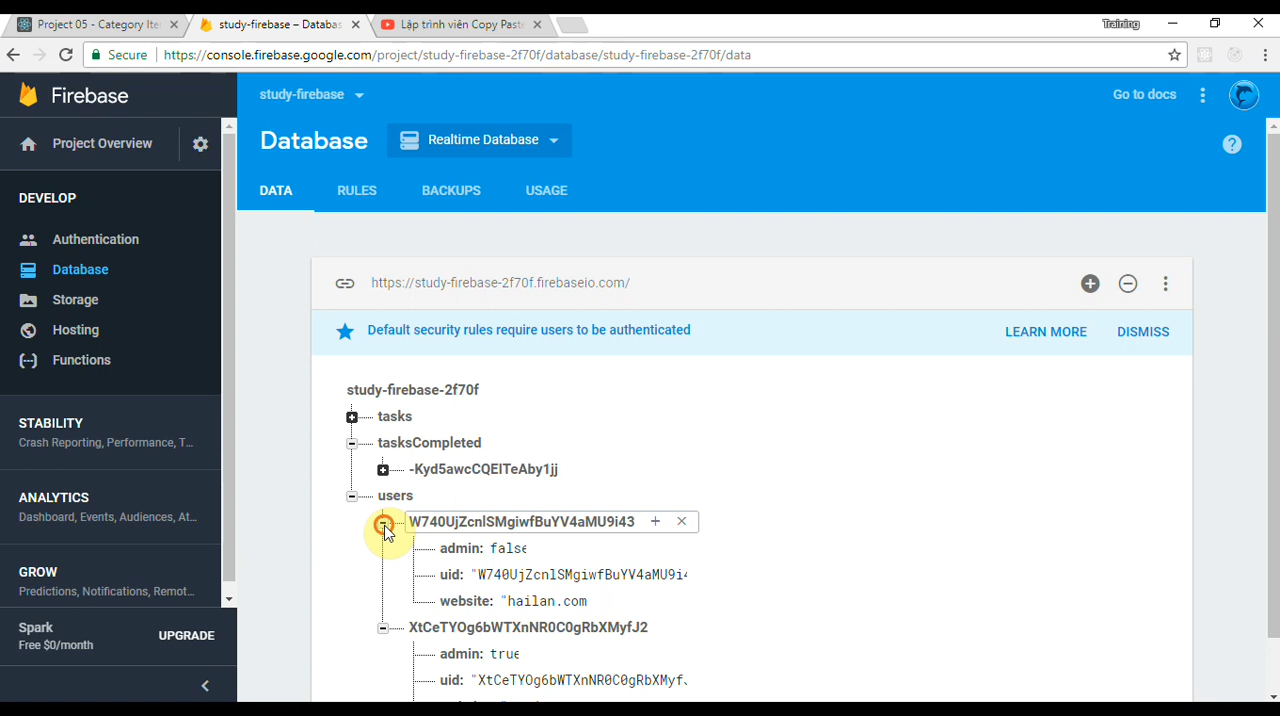 Project 05 - Category Ite
study-firebase – Databas
Lập trình viên Copy Paste
Training
Secure
https://console.firebase.google.com/project/study-firebase-2f70f/database/study-firebase-2f70f/data
Firebase
study-firebase
Go to docs
Project Overview
Database
Realtime Database
?
DATA
RULES
BACKUPS
USAGE
DEVELOP
Authentication
Database
Storage
Hosting
Functions
STABILITY
Crash Reporting, Performance, T...
ANALYTICS
Dashboard, Events, Audiences, At...
GROW
Predictions, Notifications, Remot...
Spark
Free $0/month
UPGRADE
https://study-firebase-2f70f.firebaseio.com/
Default security rules require users to be authenticated
LEARN MORE
DISMISS
study-firebase-2f70f
tasks
tasksCompleted
-Kyd5awcCQEITeAby1jj
users
W740UjZcnlSMgiwfBuYV4aMU9i43
admin: false
uid: "W740UjZcnlSMgiwfBuYV4aMU9i4
website: "hailan.com
XtCeTYOg6bWTXnNR0C0gRbXMyfJ2
admin: true
uid: "XtCeTYOg6bWTXnNR0C0gRbXMyf